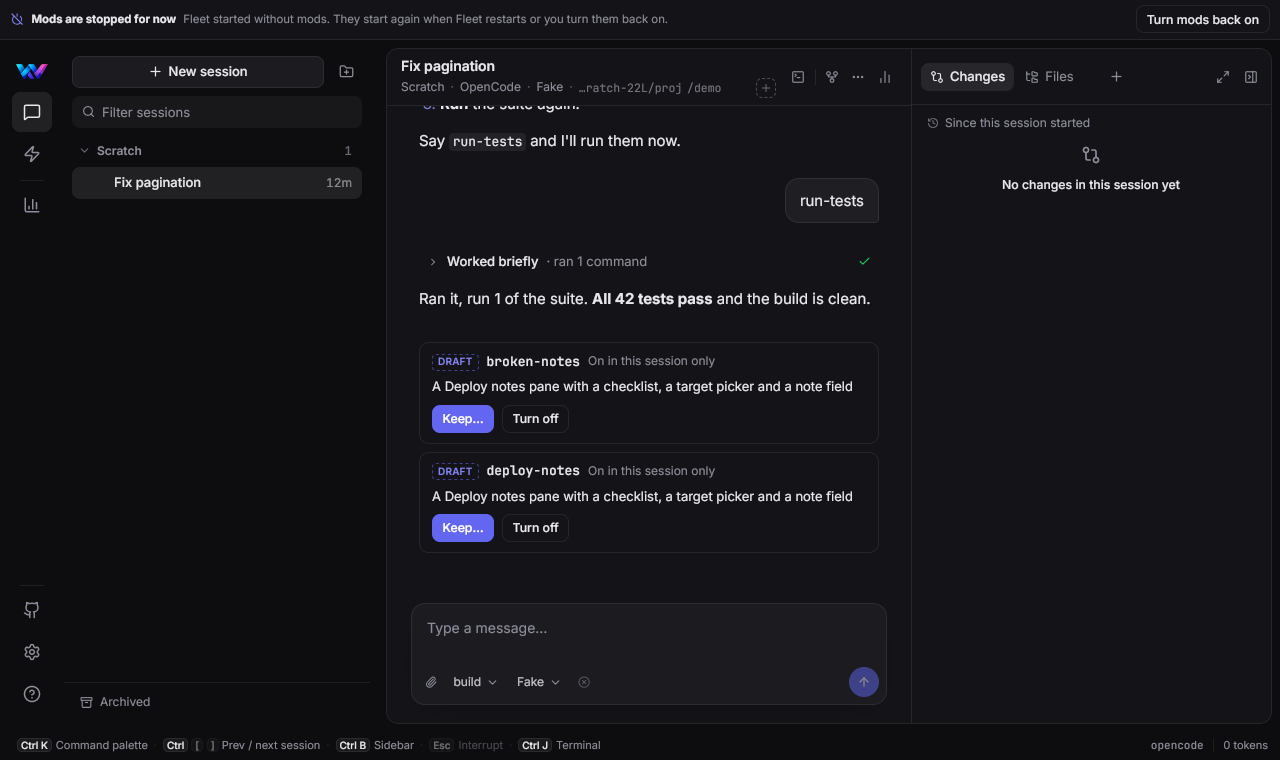 Mods are stopped for now Fleet started without mods. They start again when Fleet restarts or you turn them back on.
Turn mods back on
New session
Filter sessions
Scratch 1
Fix pagination 12m
Archived
Fix pagination
Scratch · OpenCode · Fake · …ratch-22L/proj /demo
the suite again.
Say run-tests and I'll run them now.
run-tests
Worked briefly · ran 1 command
Ran it, run 1 of the suite. All 42 tests pass and the build is clean.
DRAFT broken-notes On in this session only
A Deploy notes pane with a checklist, a target picker and a note field
Keep... Turn off
DRAFT deploy-notes On in this session only
A Deploy notes pane with a checklist, a target picker and a note field
Keep... Turn off
Type a message...
build Fake
Changes Files
Since this session started
No changes in this session yet
Ctrl K Command palette · Ctrl [ ] Prev / next session · Ctrl B Sidebar · Esc Interrupt · Ctrl J Terminal
opencode 0 tokens